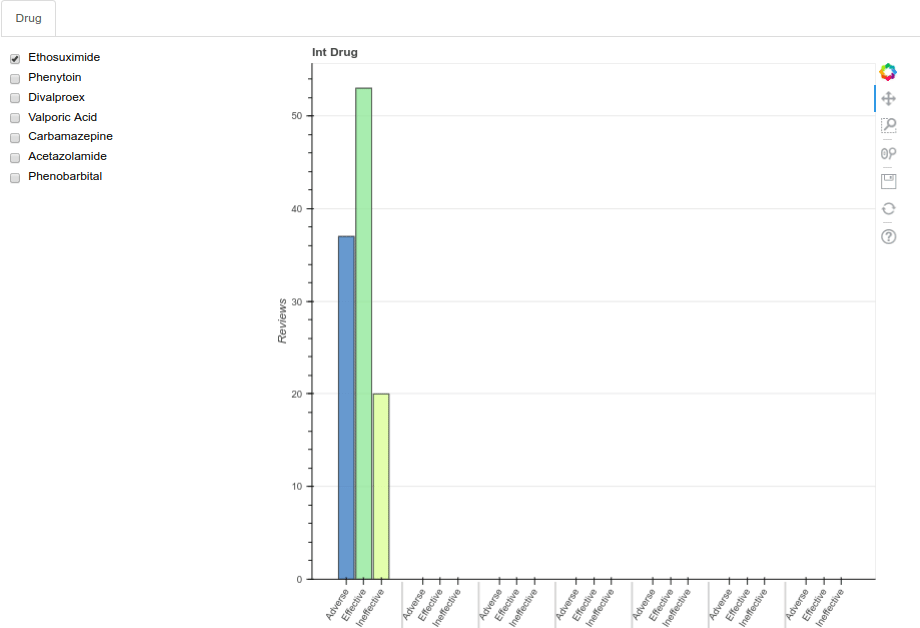 Drug
Ethosuximide
Phenytoin
Divalproex
Valporic Acid
Carbamazepine
Acetazolamide
Phenobarbital
Int Drug
Reviews
50
40
30
20
10
0
Adverse
Effective
Ineffective
Adverse
Effective
Ineffective
Adverse
Effective
Ineffective
Adverse
Effective
Ineffective
Adverse
Effective
Ineffective
Adverse
Effective
Ineffective
Adverse
Effective
Ineffective